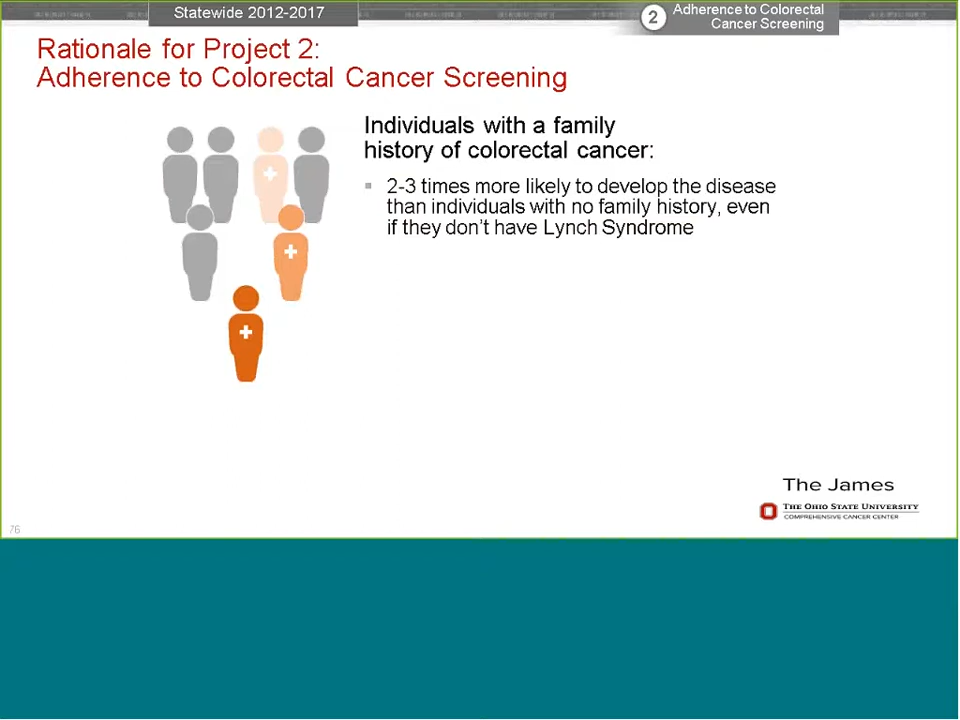 Statewide 2012-2017
2
Adherence to Colorectal
Cancer Screening
Rationale for Project 2:
Adherence to Colorectal Cancer Screening
Individuals with a family
history of colorectal cancer:
▪ 2-3 times more likely to develop the disease
than individuals with no family history, even
if they don't have Lynch Syndrome
The James
THE OHIO STATE UNIVERSITY
COMPREHENSIVE CANCER CENTER
76